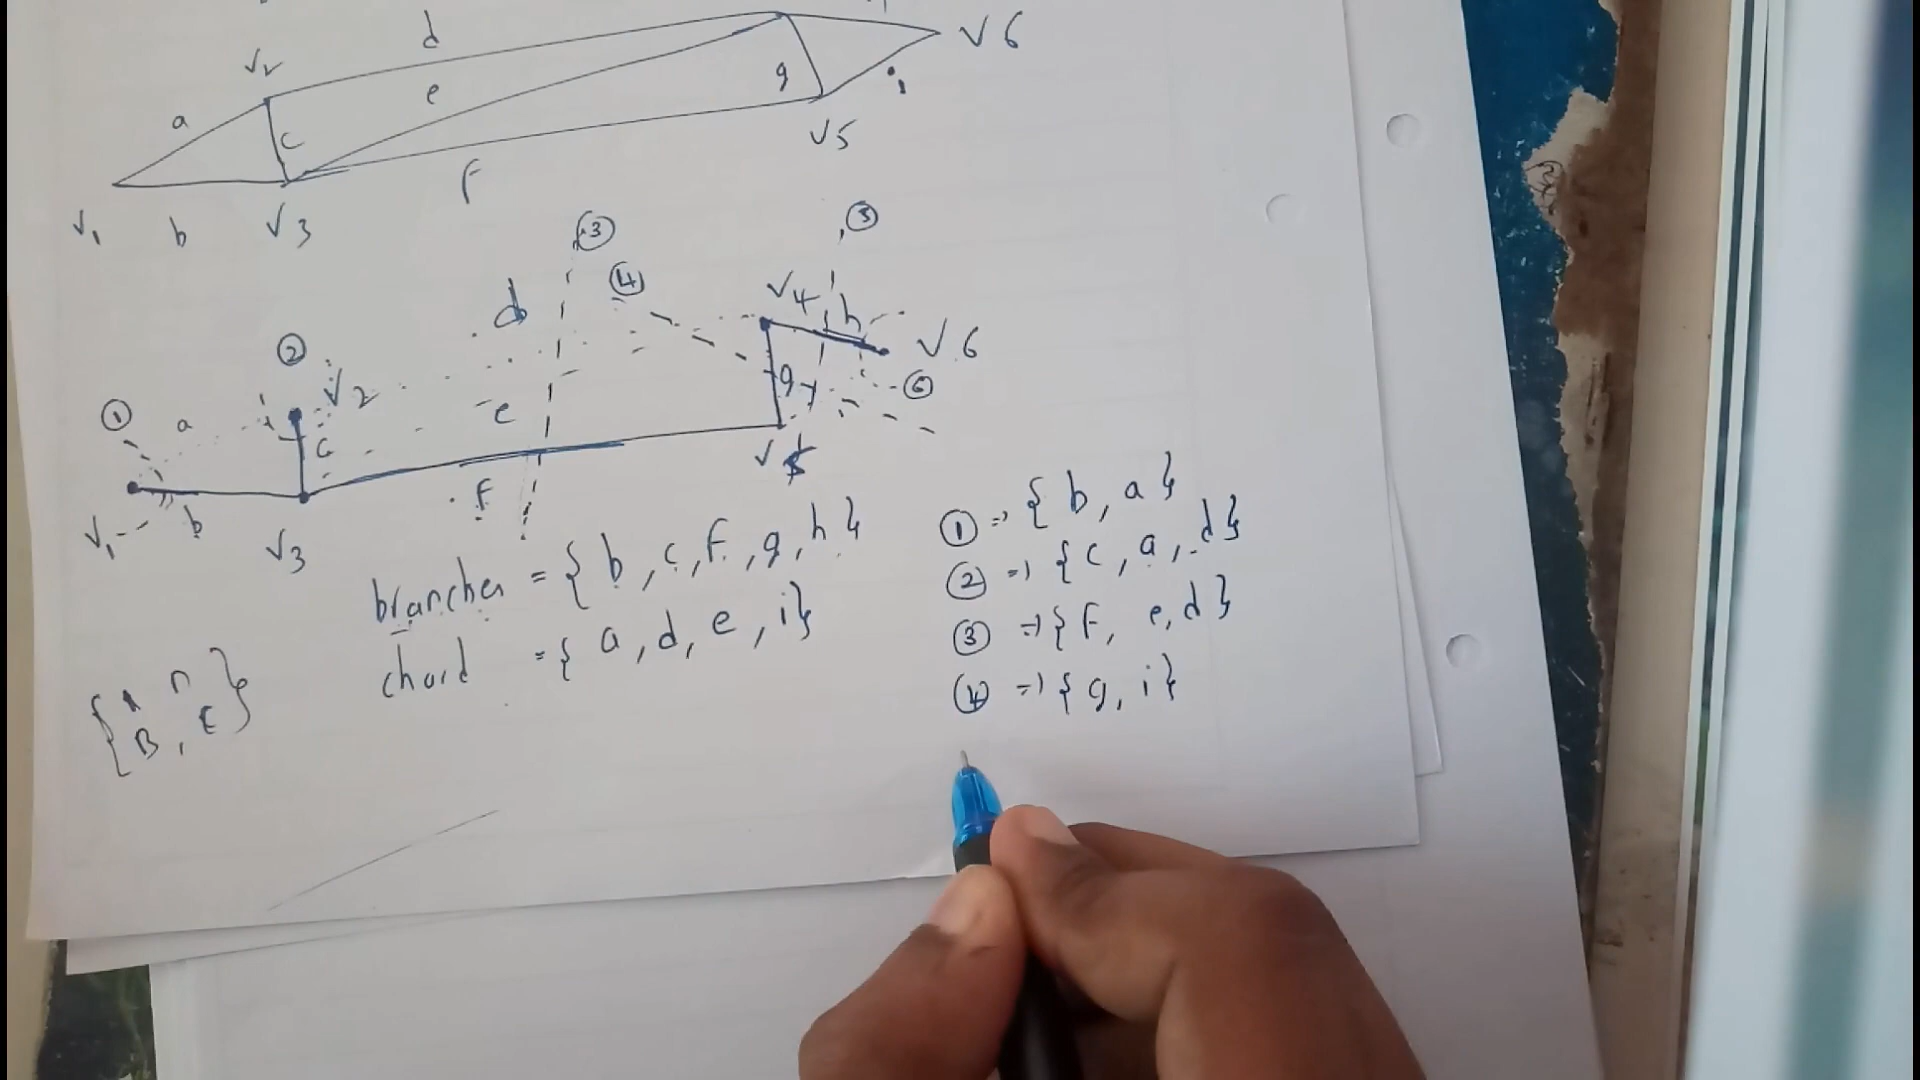 d
V2
e
g
V6
a
c
i
V5
f
V1 b V3
③
⑤
④
d
V4 h
②
V2
V6
①
a
g
⑥
e
c
V5
f
V1 b
V3
branches = { b, c, f, g, h }
chord = { a, d, e, i }
① => { b, a }
② => { c, a, d }
③ => { f, e, d }
④ => { g, i }